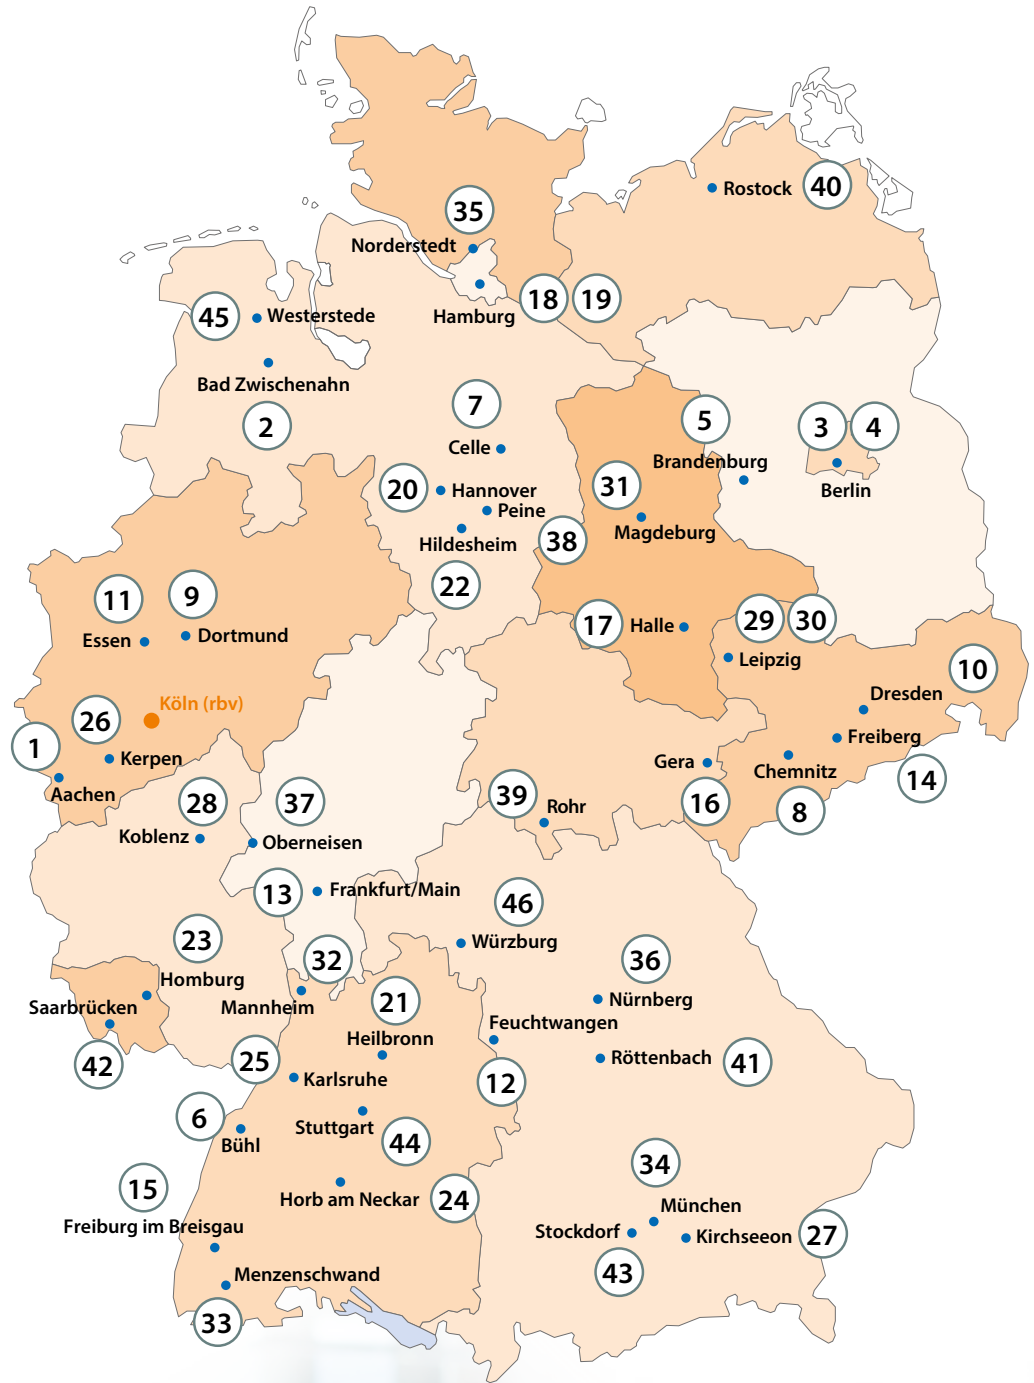 40
Rostock
35
Norderstedt
18 19
Hamburg
45
Westerstede
Bad Zwischenahn
2
7
Celle
5
3 4
Brandenburg
Berlin
20
Hannover
31
Peine
Magdeburg
Hildesheim
38
22
11
9
Essen
Dortmund
17
Halle
29 30
Leipzig
10
Dresden
Köln (rbv)
26
1
Kerpen
Aachen
Freiberg
Gera
Chemnitz
14
16
8
28
37
39
Rohr
Koblenz
Oberneisen
13
Frankfurt/Main
46
Würzburg
23
32
36
Homburg
Saarbrücken
Mannheim
21
Nürnberg
Feuchtwangen
Heilbronn
42
25
Karlsruhe
12
Röttenbach
41
6
Bühl
Stuttgart
44
15
34
Horb am Neckar
24
München
Freiburg im Breisgau
Stockdorf
Kirchseeon
27
43
Menzenschwand
33